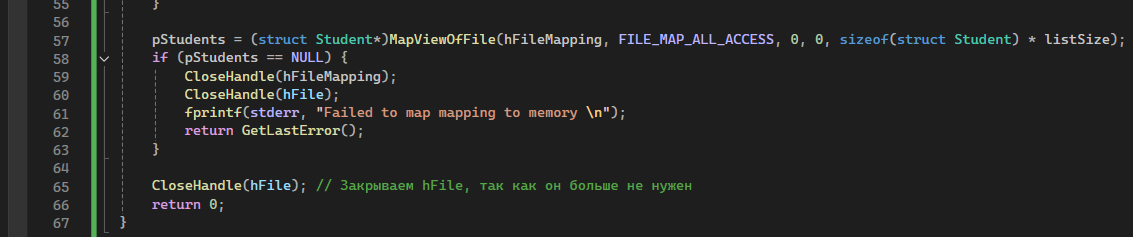 55 }
56
57 pStudents = (struct Student*)MapViewOfFile(hFileMapping, FILE_MAP_ALL_ACCESS, 0, 0, sizeof(struct Student) * listSize);
58 if (pStudents == NULL) {
59 CloseHandle(hFileMapping);
60 CloseHandle(hFile);
61 fprintf(stderr, "Failed to map mapping to memory \n");
62 return GetLastError();
63 }
64
65 CloseHandle(hFile); // Закрываем hFile, так как он больше не нужен
66 return 0;
67 }